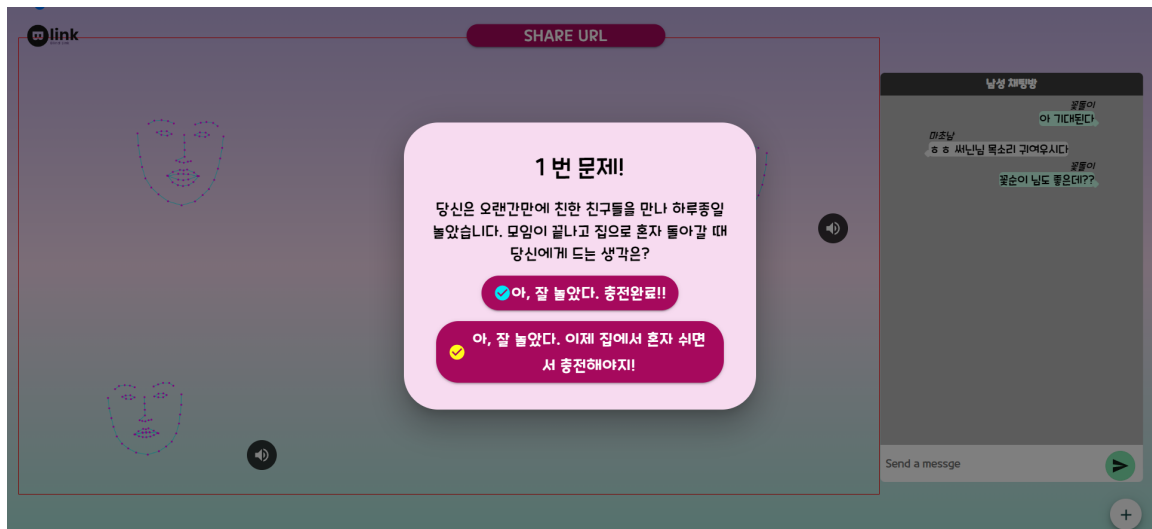 link
SHARE URL
남성 채팅방
꽃돌이
아 기대된다
마초남
ㅎ ㅎ 써닌님 목소리 귀여우시다
꽃돌이
꽃순이 님도 좋은데??
1 번 문제!
당신은 오랜간만에 친한 친구들을 만나 하루종일
놀았습니다. 모임이 끝나고 집으로 혼자 돌아갈 때
당신에게 드는 생각은?
아, 잘 놀았다. 충전완료!!
아, 잘 놀았다. 이제 집에서 혼자 쉬면
서 충전해야지!
Send a messge